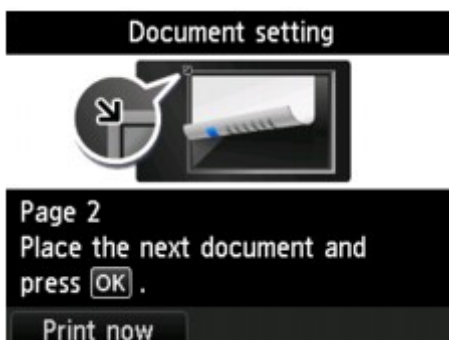 Document setting
Page 2
Place the next document and
press OK .
Print now